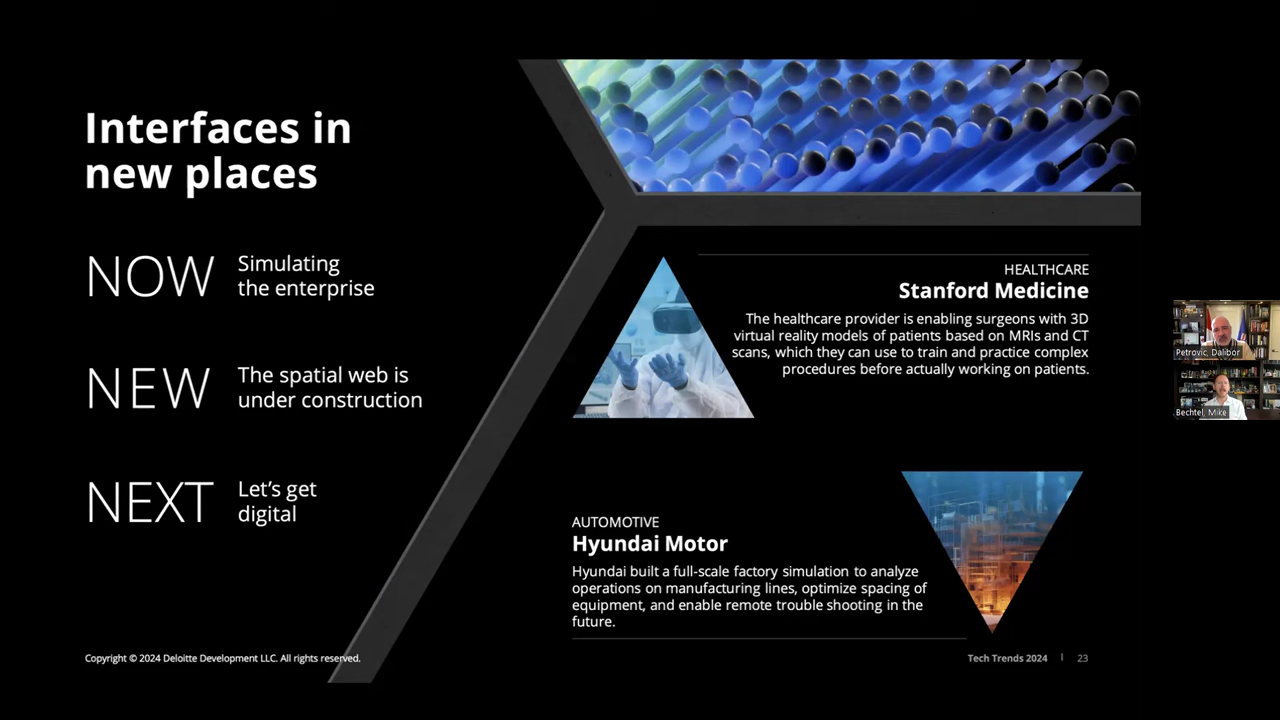 Interfaces in
new places
NOW
Simulating
the enterprise
NEW
The spatial web is
under construction
NEXT
Let's get
digital
HEALTHCARE
Stanford Medicine
The healthcare provider is enabling surgeons with 3D
virtual reality models of patients based on MRIs and CT
scans, which they can use to train and practice complex
procedures before actually working on patients.
AUTOMOTIVE
Hyundai Motor
Hyundai built a full-scale factory simulation to analyze
operations on manufacturing lines, optimize spacing of
equipment, and enable remote trouble shooting in the
future.
Copyright © 2024 Deloitte Development LLC. All rights reserved.
Tech Trends 2024 | 23
Petrovic, Dalibor
Bechtel, Mike